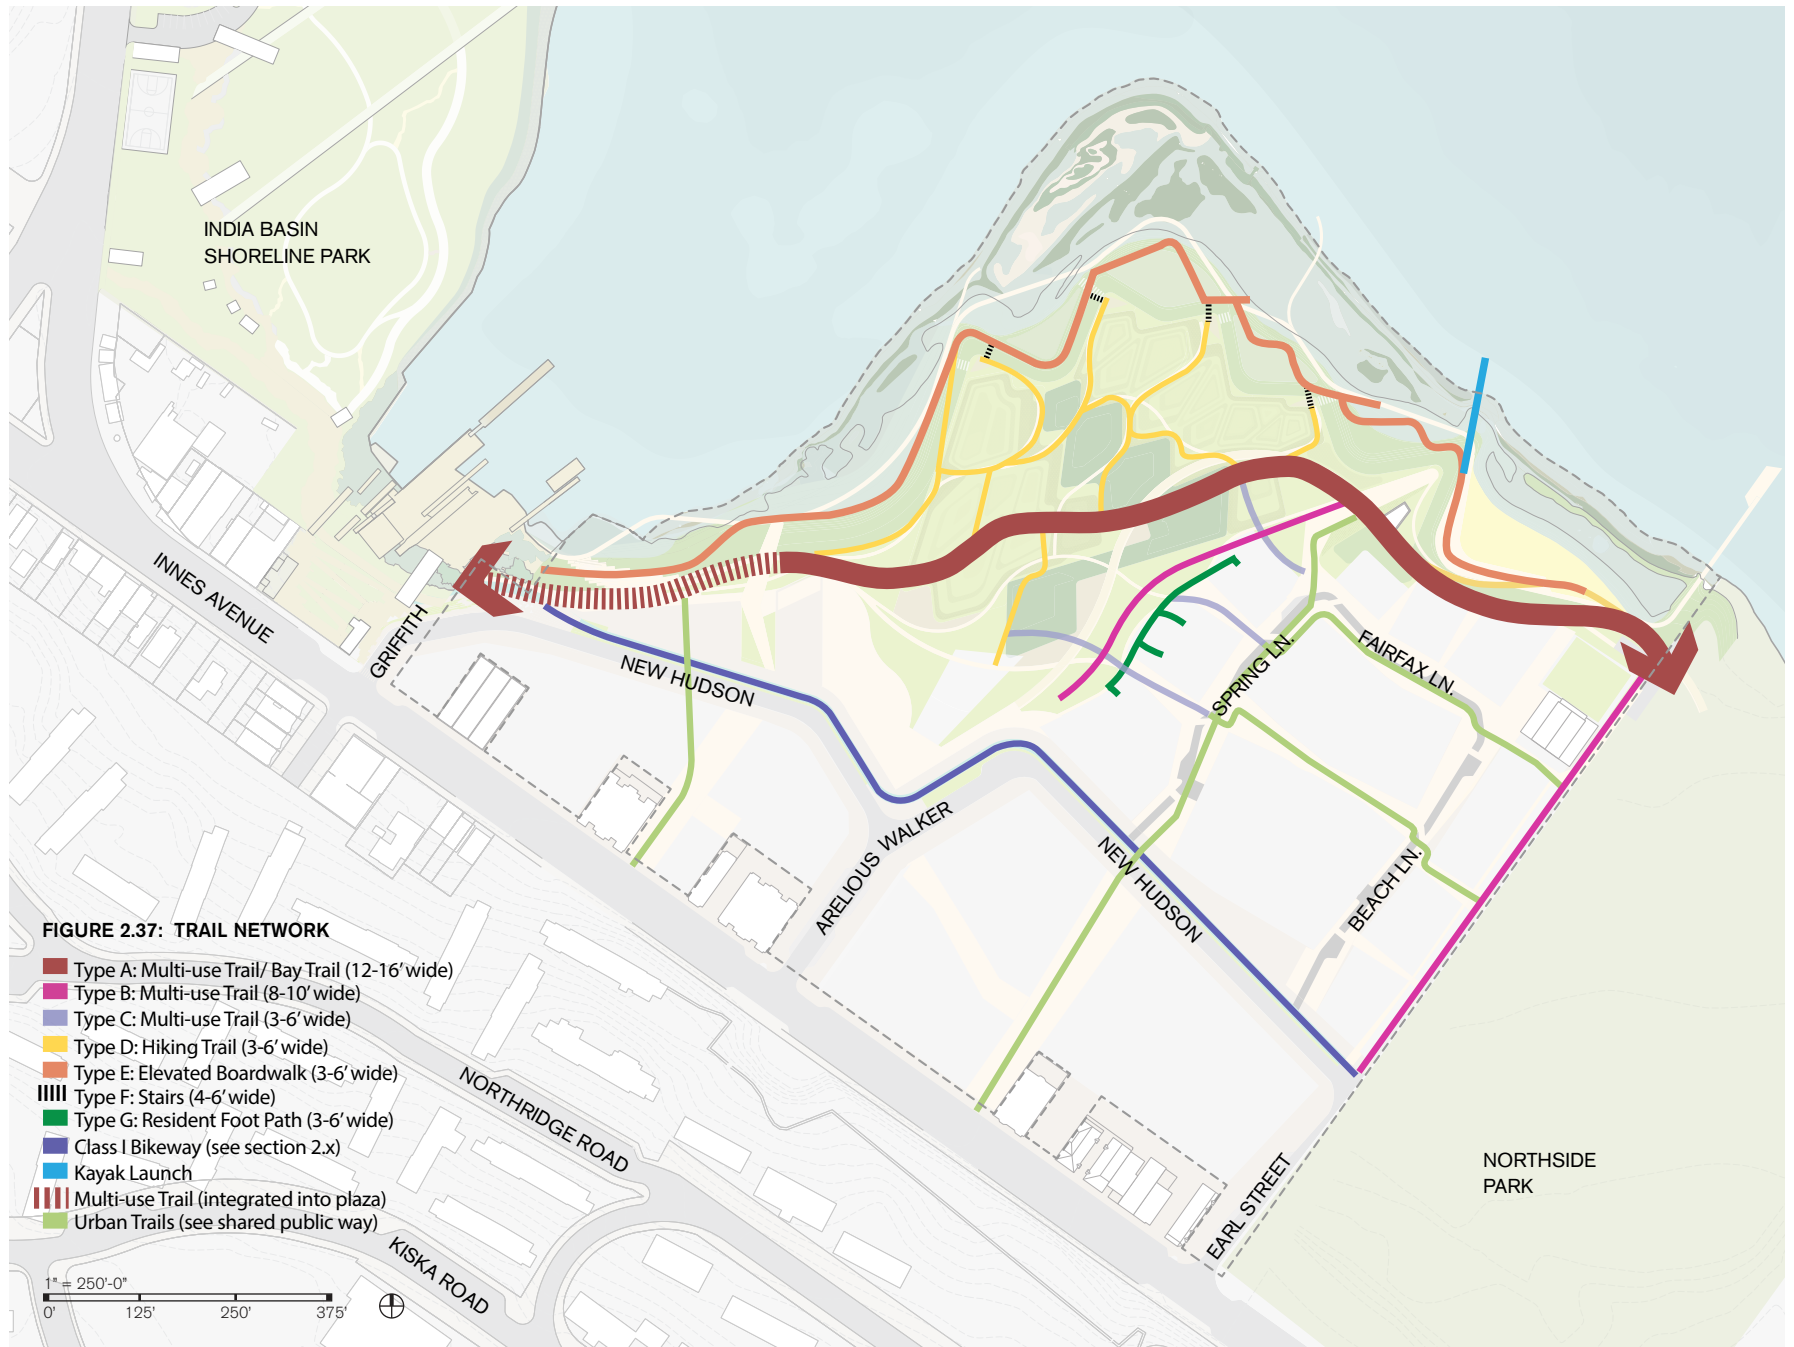 INDIA BASIN
SHORELINE PARK
INNES AVENUE
GRIFFITH
NEW HUDSON
SPRING LN.
FAIRFAX LN.
ARELIOUS WALKER
NEW HUDSON
BEACH LN.
FIGURE 2.37: TRAIL NETWORK
Type A: Multi-use Trail/ Bay Trail (12-16' wide)
Type B: Multi-use Trail (8-10' wide)
Type C: Multi-use Trail (3-6' wide)
Type D: Hiking Trail (3-6' wide)
Type E: Elevated Boardwalk (3-6' wide)
Type F: Stairs (4-6' wide)
Type G: Resident Foot Path (3-6' wide)
Class I Bikeway (see section 2.x)
Kayak Launch
Multi-use Trail (integrated into plaza)
Urban Trails (see shared public way)
NORTHRIDGE ROAD
KISKA ROAD
EARL STREET
NORTHSIDE
PARK
1" = 250'-0"
0' 125' 250' 375'